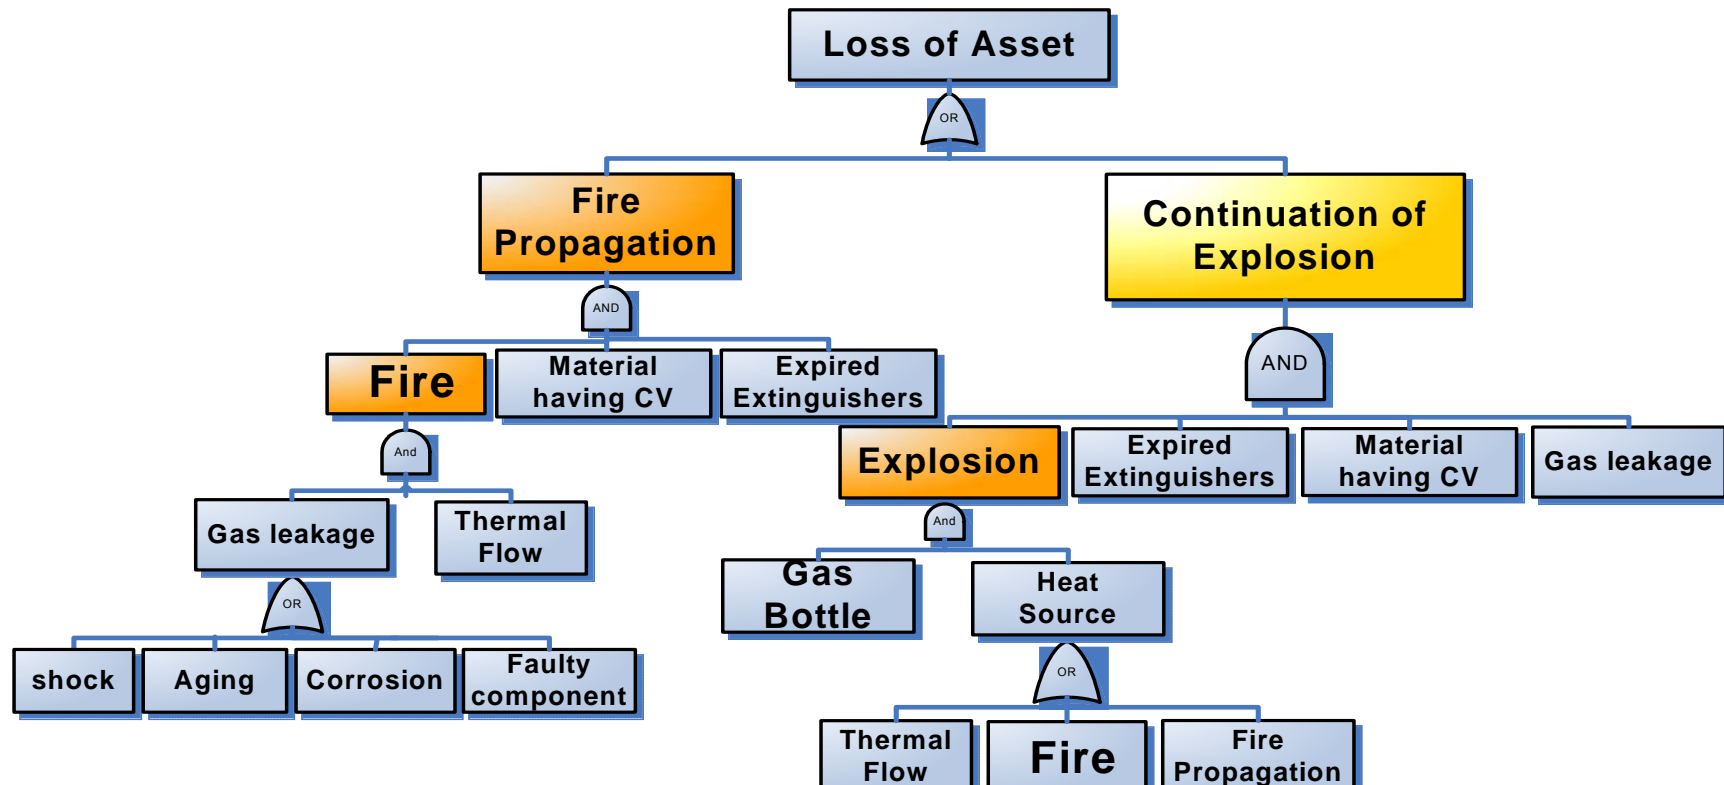 Loss of Asset
OR
Fire
Propagation
Continuation of
Explosion
AND
AND
Fire
Material
having CV
Expired
Extinguishers
And
Explosion
Expired
Extinguishers
Material
having CV
Gas leakage
Gas leakage
Thermal
Flow
And
OR
Gas
Bottle
Heat
Source
shock
Aging
Corrosion
Faulty
component
OR
Thermal
Flow
Fire
Fire
Propagation